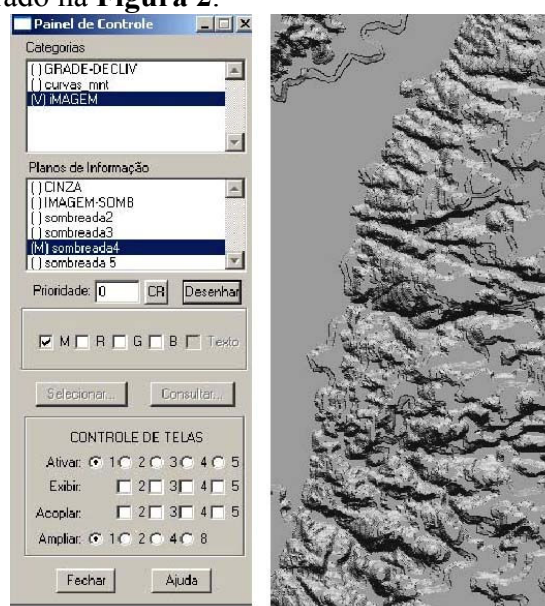 rado na Figura 2.
Painel de Controle
Categorias
( ) GRADE-DECLIV
( ) curvas_mnt
(V) iMAGEM
Planos de Informação
( ) CINZA
( ) IMAGEM-SOMB
( ) sombreada2
( ) sombreada3
(M) sombreada4
( ) sombreada 5
Prioridade: 0 CR Desenhar
M R G B Texto
Selecionar... Consultar...
CONTROLE DE TELAS
Ativar: 1 2 3 4 5
Exibir: 2 3 4 5
Acoplar: 2 3 4 5
Ampliar: 1 2 4 8
Fechar Ajuda